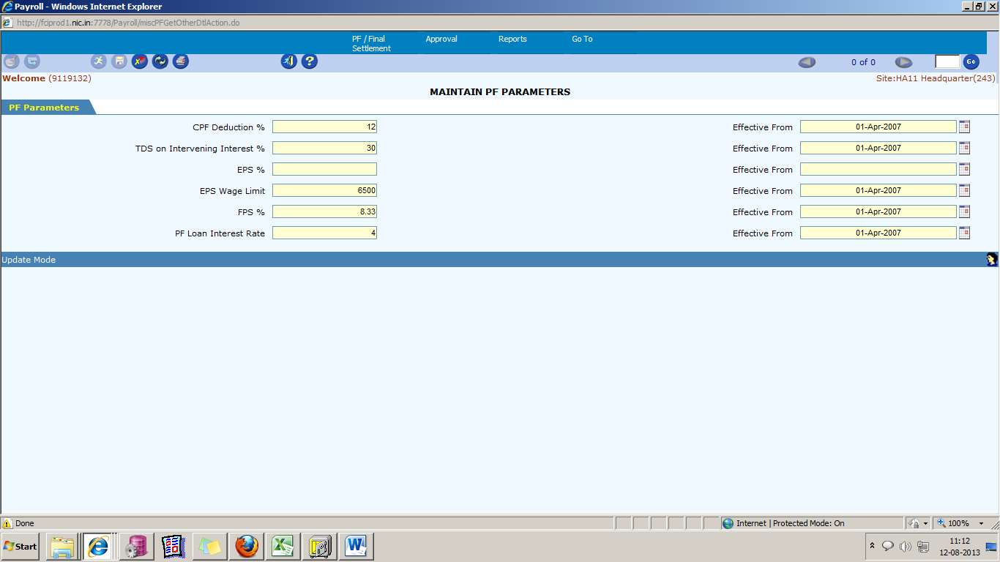 Payroll - Windows Internet Explorer
http://fciprod1.nic.in:7778/Payroll/miscPFGetOtherDtlAction.do
PF / Final Settlement Approval Reports Go To
0 of 0 Go
Welcome (9119132) Site:HA11 Headquarter(243)
MAINTAIN PF PARAMETERS
PF Parameters
CPF Deduction % 12 Effective From 01-Apr-2007
TDS on Intervening Interest % 30 Effective From 01-Apr-2007
EPS % Effective From
EPS Wage Limit 6500 Effective From 01-Apr-2007
FPS % 8.33 Effective From 01-Apr-2007
PF Loan Interest Rate 4 Effective From 01-Apr-2007
Update Mode
Done Internet | Protected Mode: On 100%
Start 11:12
12-08-2013